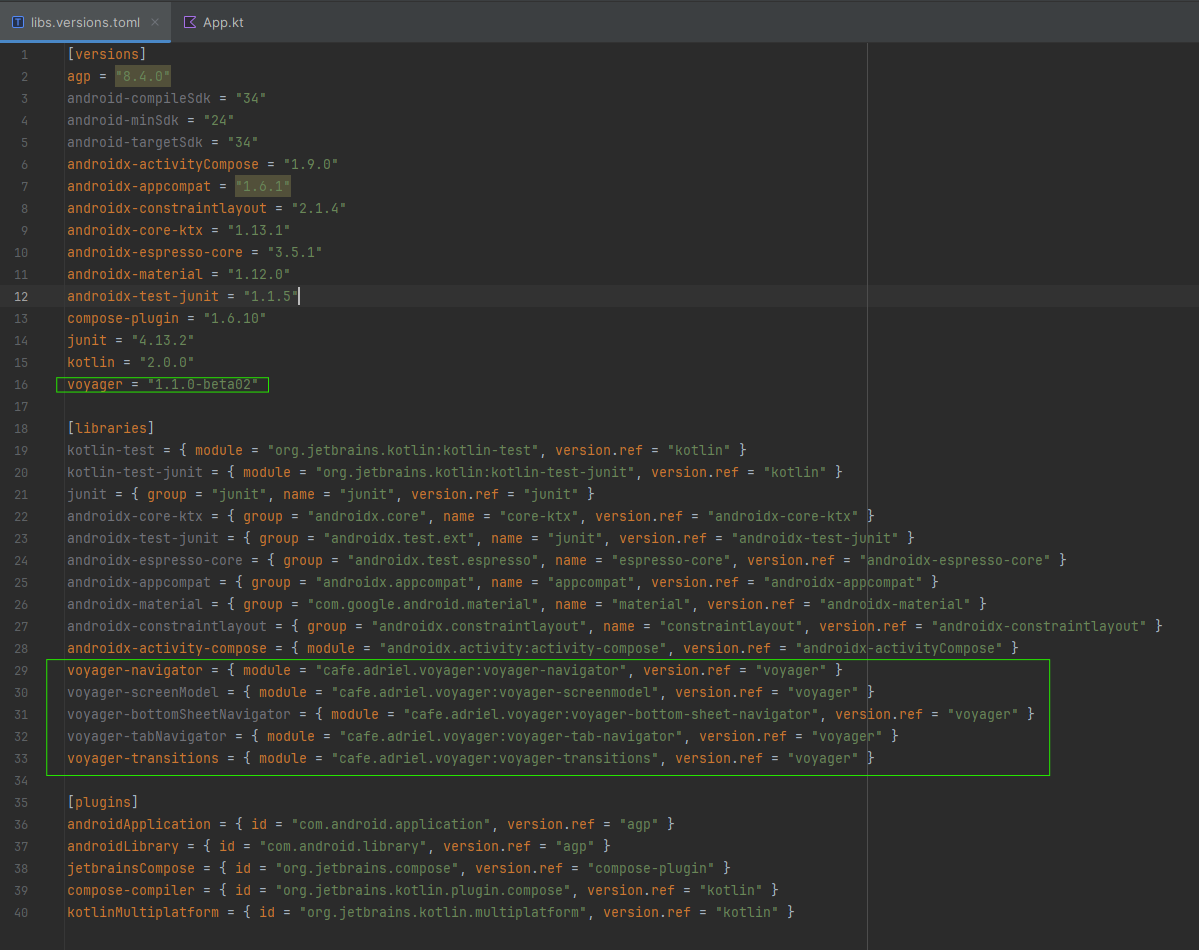 libs.versions.toml
App.kt
1 [versions]
2 agp = "8.4.0"
3 android-compileSdk = "34"
4 android-minSdk = "24"
5 android-targetSdk = "34"
6 androidx-activityCompose = "1.9.0"
7 androidx-appcompat = "1.6.1"
8 androidx-constraintlayout = "2.1.4"
9 androidx-core-ktx = "1.13.1"
10 androidx-espresso-core = "3.5.1"
11 androidx-material = "1.12.0"
12 androidx-test-junit = "1.1.5"
13 compose-plugin = "1.6.10"
14 junit = "4.13.2"
15 kotlin = "2.0.0"
16 voyager = "1.1.0-beta02"
17
18 [libraries]
19 kotlin-test = { module = "org.jetbrains.kotlin:kotlin-test", version.ref = "kotlin" }
20 kotlin-test-junit = { module = "org.jetbrains.kotlin:kotlin-test-junit", version.ref = "kotlin" }
21 junit = { group = "junit", name = "junit", version.ref = "junit" }
22 androidx-core-ktx = { group = "androidx.core", name = "core-ktx", version.ref = "androidx-core-ktx" }
23 androidx-test-junit = { group = "androidx.test.ext", name = "junit", version.ref = "androidx-test-junit" }
24 androidx-espresso-core = { group = "androidx.test.espresso", name = "espresso-core", version.ref = "androidx-espresso-core" }
25 androidx-appcompat = { group = "androidx.appcompat", name = "appcompat", version.ref = "androidx-appcompat" }
26 androidx-material = { group = "com.google.android.material", name = "material", version.ref = "androidx-material" }
27 androidx-constraintlayout = { group = "androidx.constraintlayout", name = "constraintlayout", version.ref = "androidx-constraintlayout" }
28 androidx-activity-compose = { module = "androidx.activity:activity-compose", version.ref = "androidx-activityCompose" }
29 voyager-navigator = { module = "cafe.adriel.voyager:voyager-navigator", version.ref = "voyager" }
30 voyager-screenModel = { module = "cafe.adriel.voyager:voyager-screenmodel", version.ref = "voyager" }
31 voyager-bottomSheetNavigator = { module = "cafe.adriel.voyager:voyager-bottom-sheet-navigator", version.ref = "voyager" }
32 voyager-tabNavigator = { module = "cafe.adriel.voyager:voyager-tab-navigator", version.ref = "voyager" }
33 voyager-transitions = { module = "cafe.adriel.voyager:voyager-transitions", version.ref = "voyager" }
34
35 [plugins]
36 androidApplication = { id = "com.android.application", version.ref = "agp" }
37 androidLibrary = { id = "com.android.library", version.ref = "agp" }
38 jetbrainsCompose = { id = "org.jetbrains.compose", version.ref = "compose-plugin" }
39 compose-compiler = { id = "org.jetbrains.kotlin.plugin.compose", version.ref = "kotlin" }
40 kotlinMultiplatform = { id = "org.jetbrains.kotlin.multiplatform", version.ref = "kotlin" }